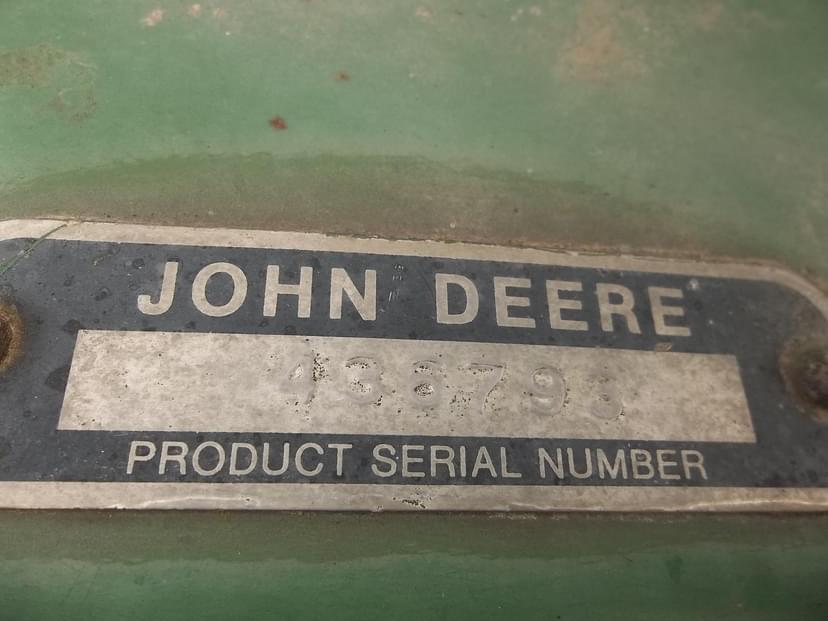 JOHN DEERE
PRODUCT SERIAL NUMBER